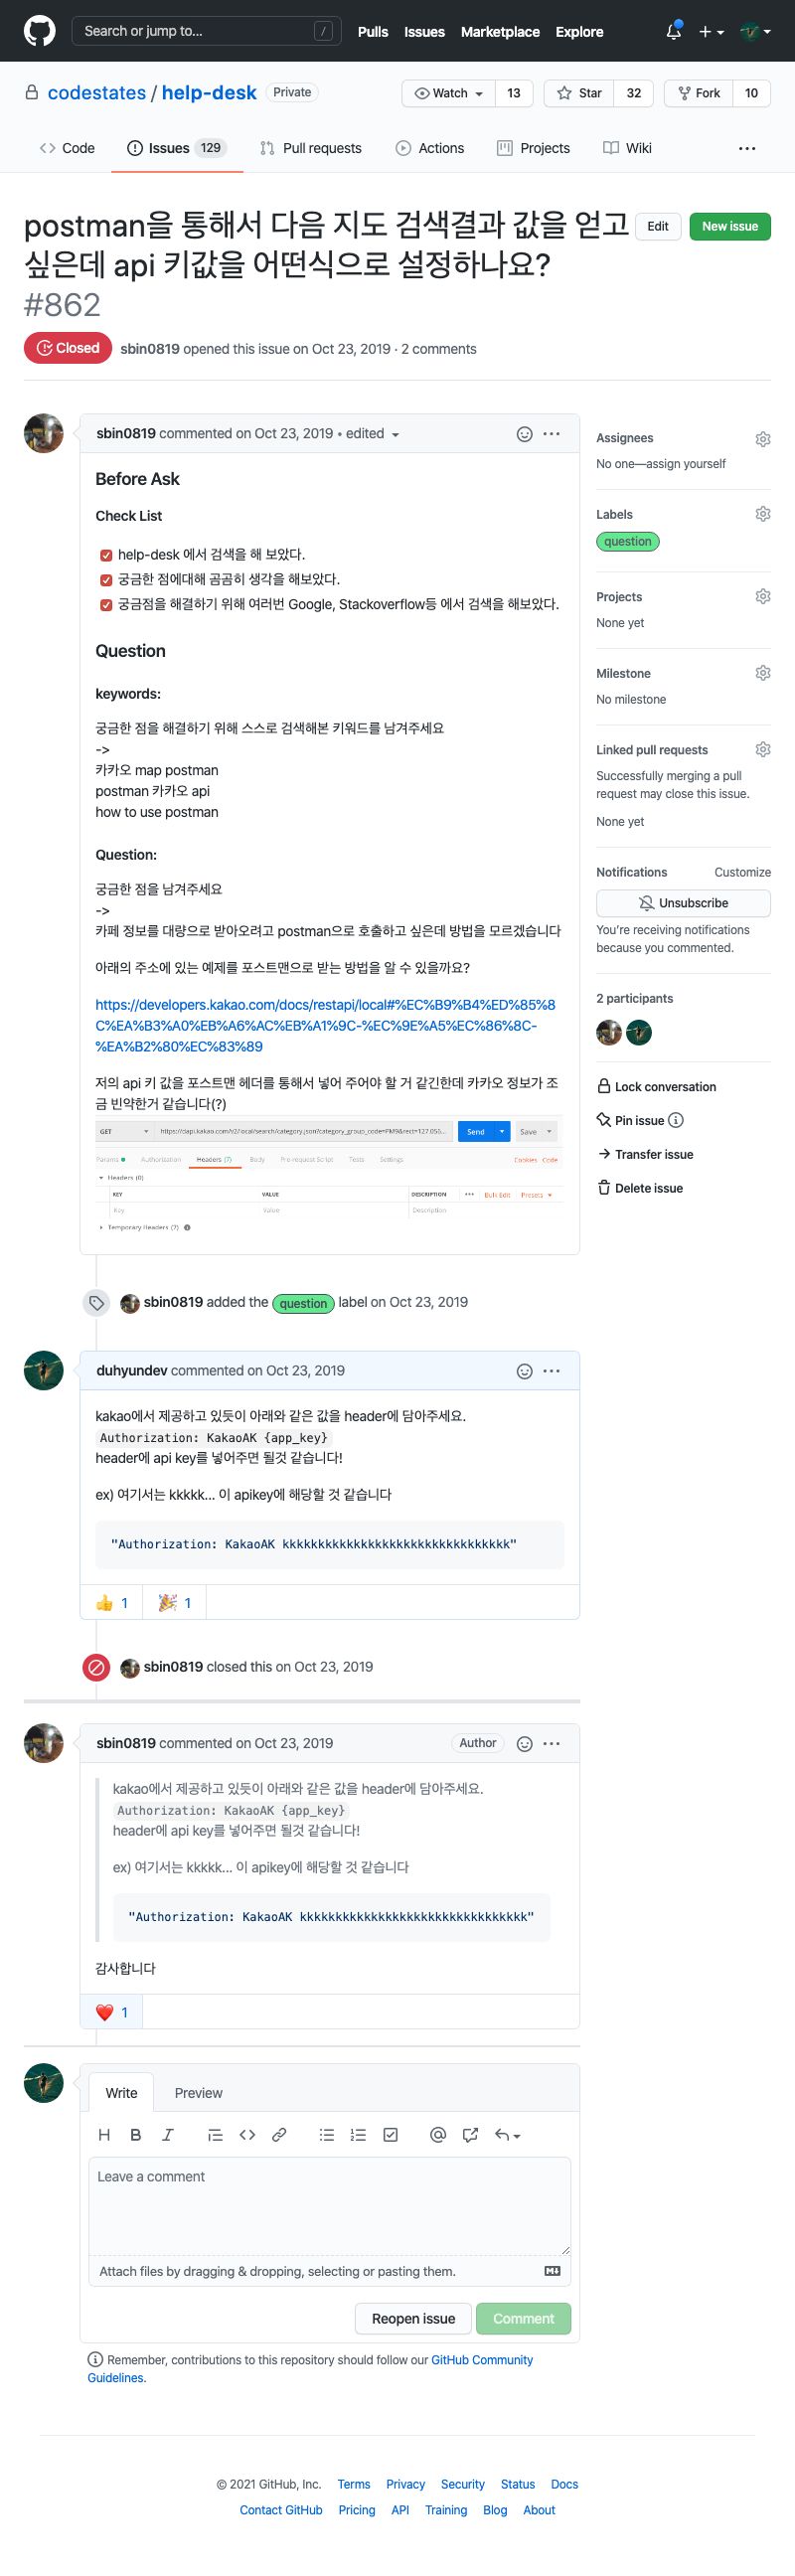 Search or jump to...
/
Pulls Issues Marketplace Explore
codestates / help-desk Private
Watch 13 Star 32 Fork 10
Code Issues 129 Pull requests Actions Projects Wiki
postman을 통해서 다음 지도 검색결과 값을 얻고
싶은데 api 키값을 어떤식으로 설정하나요?
#862
Edit New issue
Closed sbin0819 opened this issue on Oct 23, 2019 · 2 comments
sbin0819 commented on Oct 23, 2019 • edited
Before Ask
Check List
help-desk 에서 검색을 해 보았다.
궁금한 점에대해 곰곰히 생각을 해보았다.
궁금점을 해결하기 위해 여러번 Google, Stackoverflow등 에서 검색을 해보았다.
Question
keywords:
궁금한 점을 해결하기 위해 스스로 검색해본 키워드를 남겨주세요
->
카카오 map postman
postman 카카오 api
how to use postman
Question:
궁금한 점을 남겨주세요
->
카페 정보를 대량으로 받아오려고 postman으로 호출하고 싶은데 방법을 모르겠습니다
아래의 주소에 있는 예제를 포스트맨으로 받는 방법을 알 수 있을까요?
https://developers.kakao.com/docs/restapi/local#%EC%B9%B4%ED%85%8
C%EA%B3%A0%EB%A6%AC%EB%A1%9C-%EC%9E%A5%EC%86%8C-
%EA%B2%80%EC%83%89
저의 api 키 값을 포스트맨 헤더를 통해서 넣어 주어야 할 거 같긴한데 카카오 정보가 조
금 빈약한거 같습니다(?)
GET https://dapi.kakao.com/v2/local/search/category.json?category_group_code=PM9&rect=127.05... Send Save
Params Authorization Headers (7) Body Pre-request Script Tests Settings Cookies Code
Headers (0)
KEY VALUE DESCRIPTION ••• Bulk Edit Presets
Key Value Description
Temporary Headers (7)
sbin0819 added the question label on Oct 23, 2019
duhyundev commented on Oct 23, 2019
kakao에서 제공하고 있듯이 아래와 같은 값을 header에 담아주세요.
Authorization: KakaoAK {app_key}
header에 api key를 넣어주면 될것 같습니다!
ex) 여기서는 kkkkk... 이 apikey에 해당할 것 같습니다
"Authorization: KakaoAK kkkkkkkkkkkkkkkkkkkkkkkkkkkkkkkk"
1 1
sbin0819 closed this on Oct 23, 2019
sbin0819 commented on Oct 23, 2019 Author
kakao에서 제공하고 있듯이 아래와 같은 값을 header에 담아주세요.
Authorization: KakaoAK {app_key}
header에 api key를 넣어주면 될것 같습니다!
ex) 여기서는 kkkkk... 이 apikey에 해당할 것 같습니다
"Authorization: KakaoAK kkkkkkkkkkkkkkkkkkkkkkkkkkkkkkkk"
감사합니다
1
Write Preview
Leave a comment
Attach files by dragging & dropping, selecting or pasting them.
Reopen issue Comment
Remember, contributions to this repository should follow our GitHub Community
Guidelines.
Assignees
No one—assign yourself
Labels
question
Projects
None yet
Milestone
No milestone
Linked pull requests
Successfully merging a pull
request may close this issue.
None yet
Notifications Customize
Unsubscribe
You're receiving notifications
because you commented.
2 participants
Lock conversation
Pin issue
Transfer issue
Delete issue
© 2021 GitHub, Inc. Terms Privacy Security Status Docs
Contact GitHub Pricing API Training Blog About